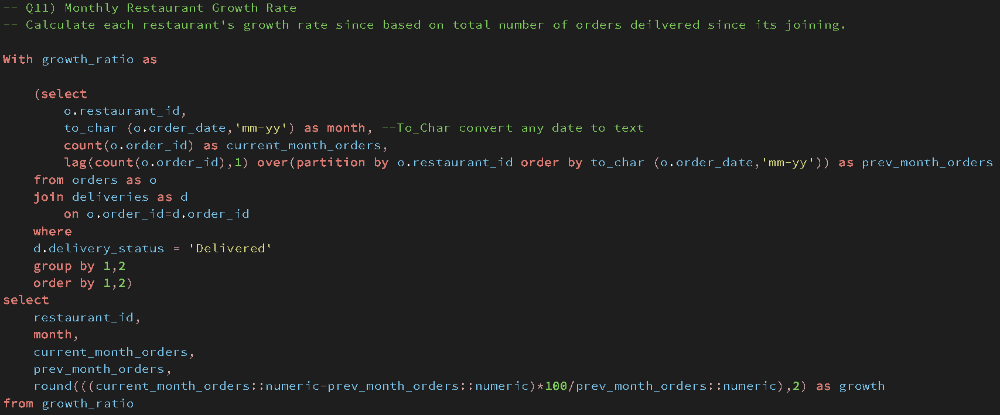 -- Q11) Monthly Restaurant Growth Rate
-- Calculate each restaurant's growth rate since based on total number of orders deilvered since its joining.
With growth_ratio as
(select
o.restaurant_id,
to_char (o.order_date,'mm-yy') as month, --To_Char convert any date to text
count(o.order_id) as current_month_orders,
lag(count(o.order_id),1) over(partition by o.restaurant_id order by to_char (o.order_date,'mm-yy')) as prev_month_orders
from orders as o
join deliveries as d
on o.order_id=d.order_id
where
d.delivery_status = 'Delivered'
group by 1,2
order by 1,2)
select
restaurant_id,
month,
current_month_orders,
prev_month_orders,
round(((current_month_orders::numeric-prev_month_orders::numeric)*100/prev_month_orders::numeric),2) as growth
from growth_ratio